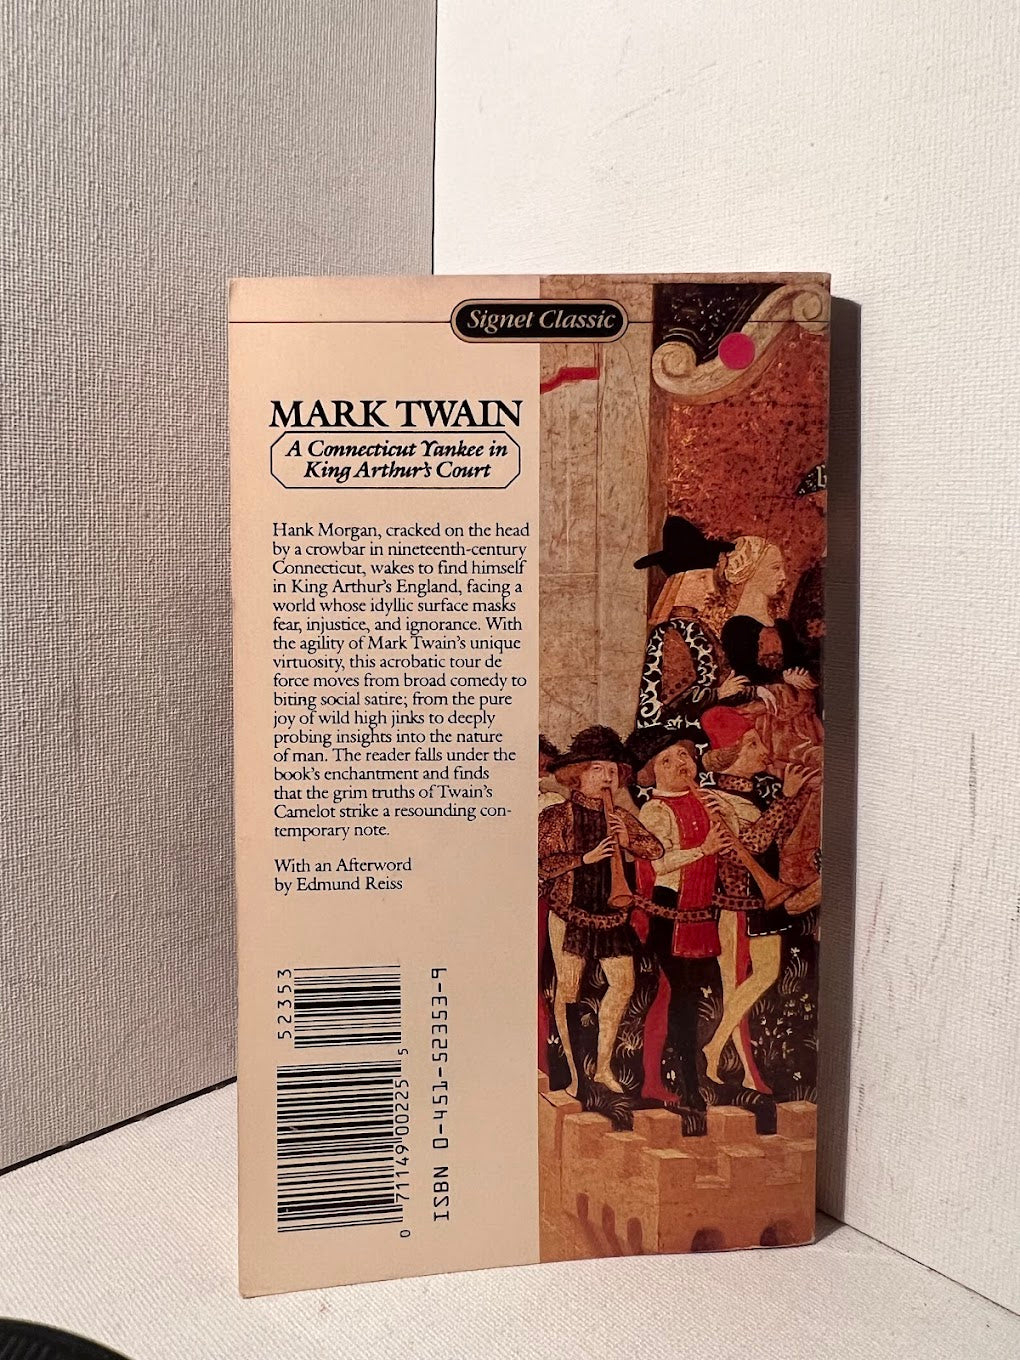 Signet Classic
MARK TWAIN
A Connecticut Yankee in
King Arthur's Court
Hank Morgan, cracked on the head
by a crowbar in nineteenth-century
Connecticut, wakes to find himself
in King Arthur's England, facing a
world whose idyllic surface masks
fear, injustice, and ignorance. With
the agility of Mark Twain's unique
virtuosity, this acrobatic tour de
force moves from broad comedy to
biting social satire; from the pure
joy of wild high jinks to deeply
probing insights into the nature
of man. The reader falls under the
book's enchantment and finds
that the grim truths of Twain's
Camelot strike a resounding con-
temporary note.
With an Afterword
by Edmund Reiss
52353
0 71149 00225 5
ISBN 0-451-52353-9